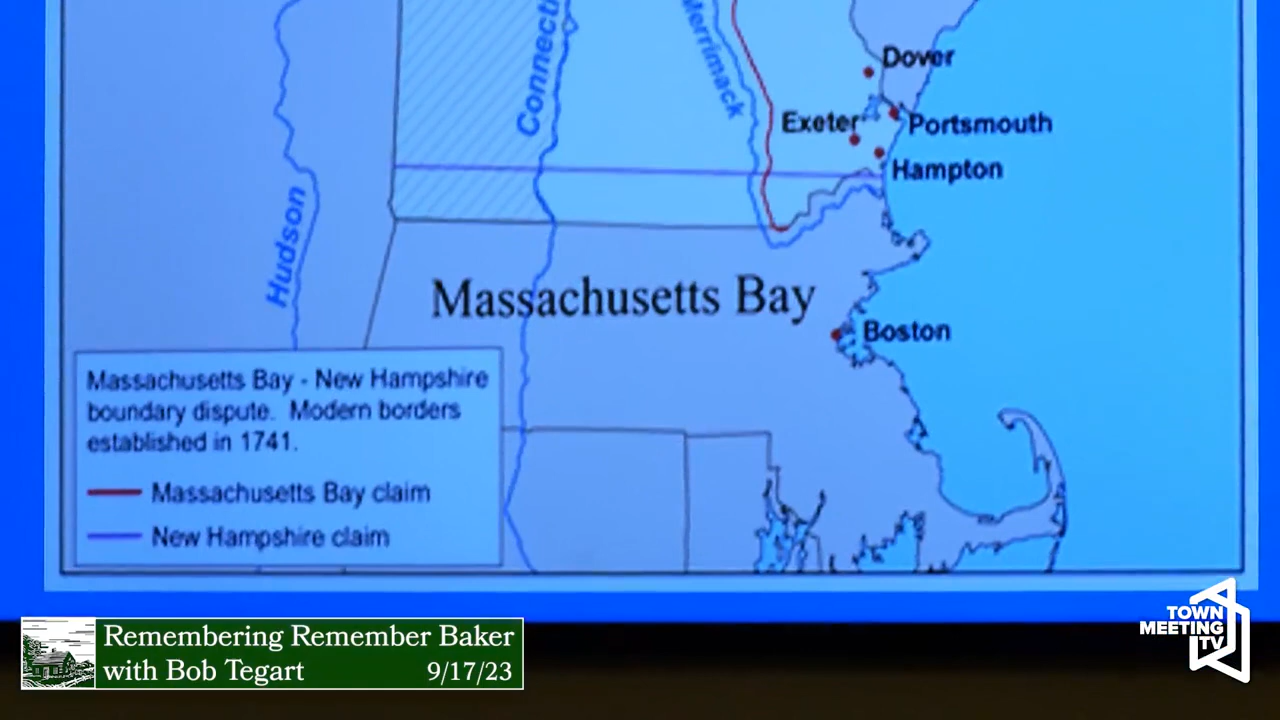 Connecti
Merrimack
Dover
Exeter
Portsmouth
Hampton
Hudson
Massachusetts Bay
Boston
Massachusetts Bay - New Hampshire
boundary dispute. Modern borders
established in 1741.
Massachusetts Bay claim
New Hampshire claim
Remembering Remember Baker
with Bob Tegart 9/17/23
TOWN
MEETING
TV